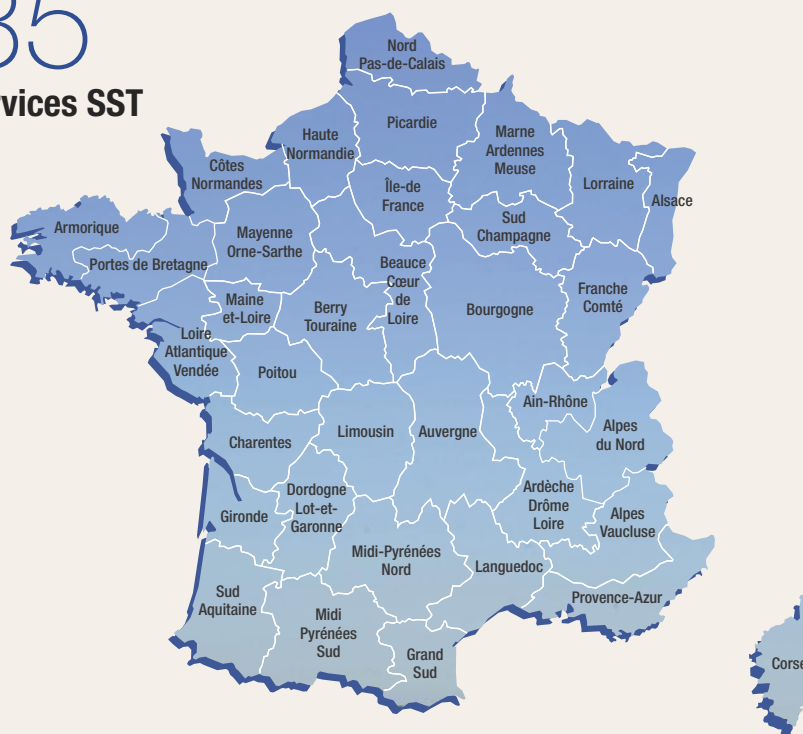 35
vices SST
Nord
Pas-de-Calais
Picardie
Haute
Normandie
Marne
Ardennes
Meuse
Côtes
Normandes
Île-de
France
Lorraine
Alsace
Armorique
Mayenne
Orne-Sarthe
Sud
Champagne
Portes de Bretagne
Beauce
Cœur
de
Loire
Franche
Comté
Maine
et-Loire
Berry
Touraine
Bourgogne
Loire
Atlantique
Vendée
Poitou
Ain-Rhône
Charentes
Limousin
Auvergne
Alpes
du Nord
Dordogne
Lot-et-
Garonne
Gironde
Ardèche
Drôme
Loire
Alpes
Vaucluse
Midi-Pyrénées
Nord
Languedoc
Sud
Aquitaine
Provence-Azur
Midi
Pyrénées
Sud
Grand
Sud
Corse